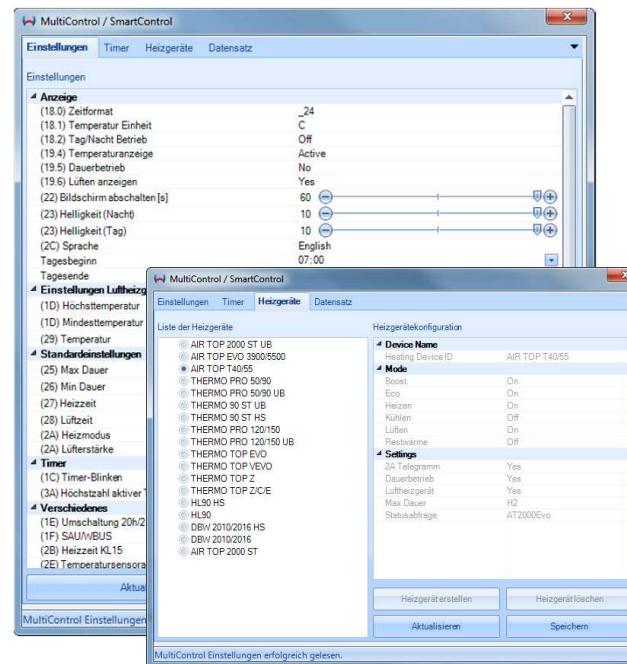 MultiControl / SmartControl
Einstellungen Timer Heizgeräte Datensatz
Einstellungen
Anzeige
(18.0) Zeitformat _24
(18.1) Temperatur Einheit C
(18.2) Tag/Nacht Betrieb Off
(19.4) Temperaturanzeige Active
(19.5) Dauerbetrieb No
(19.6) Lüften anzeigen Yes
(22) Bildschirm abschalten [s] 60
(23) Helligkeit (Nacht) 10
(23) Helligkeit (Tag) 10
(2C) Sprache English
Tagesbeginn 07:00
Tagesende
Einstellungen Luftheizg
(1D) Höchsttemperatur
(1D) Mindesttemperatur
(29) Temperatur
Standardeinstellungen
(25) Max Dauer
(26) Min Dauer
(27) Heizzeit
(28) Lüftzeit
(2A) Heizmodus
(2A) Lüfterstärke
Timer
(1C) Timer-Blinken
(3A) Höchstzahl aktiver
Verschiedenes
(1E) Umschaltung 20h/2
(1F) SAU/WBUS
(2B) Heizzeit KL15
(2E) Temperatursensora
Aktua
MultiControl Einstellungen
MultiControl / SmartControl
Einstellungen Timer Heizgeräte Datensatz
Liste der Heizgeräte
AIR TOP 2000 ST UB
AIR TOP EVO 3900/5500
AIR TOP T40/55
THERMO PRO 50/90
THERMO PRO 50/90 UB
THERMO 90 ST UB
THERMO 90 ST HS
THERMO PRO 120/150
THERMO PRO 120/150 UB
THERMO TOP EVO
THERMO TOP VEVO
THERMO TOP Z
THERMO TOP Z/C/E
HL90 HS
HL90
DBW 2010/2016 HS
DBW 2010/2016
AIR TOP 2000 ST
Heizgerätekonfiguration
Device Name
Heating Device ID AIR TOP T40/55
Mode
Boost On
Eco On
Heizen On
Kühlen Off
Lüften On
Restwärme Off
Settings
2A Telegramm Yes
Dauerbetrieb Yes
Luftheizgerät Yes
Max Dauer H2
Statusabfrage AT2000Evo
Heizgerät erstellen Heizgerät löschen
Aktualisieren Speichern
MultiControl Einstellungen erfolgreich gelesen.